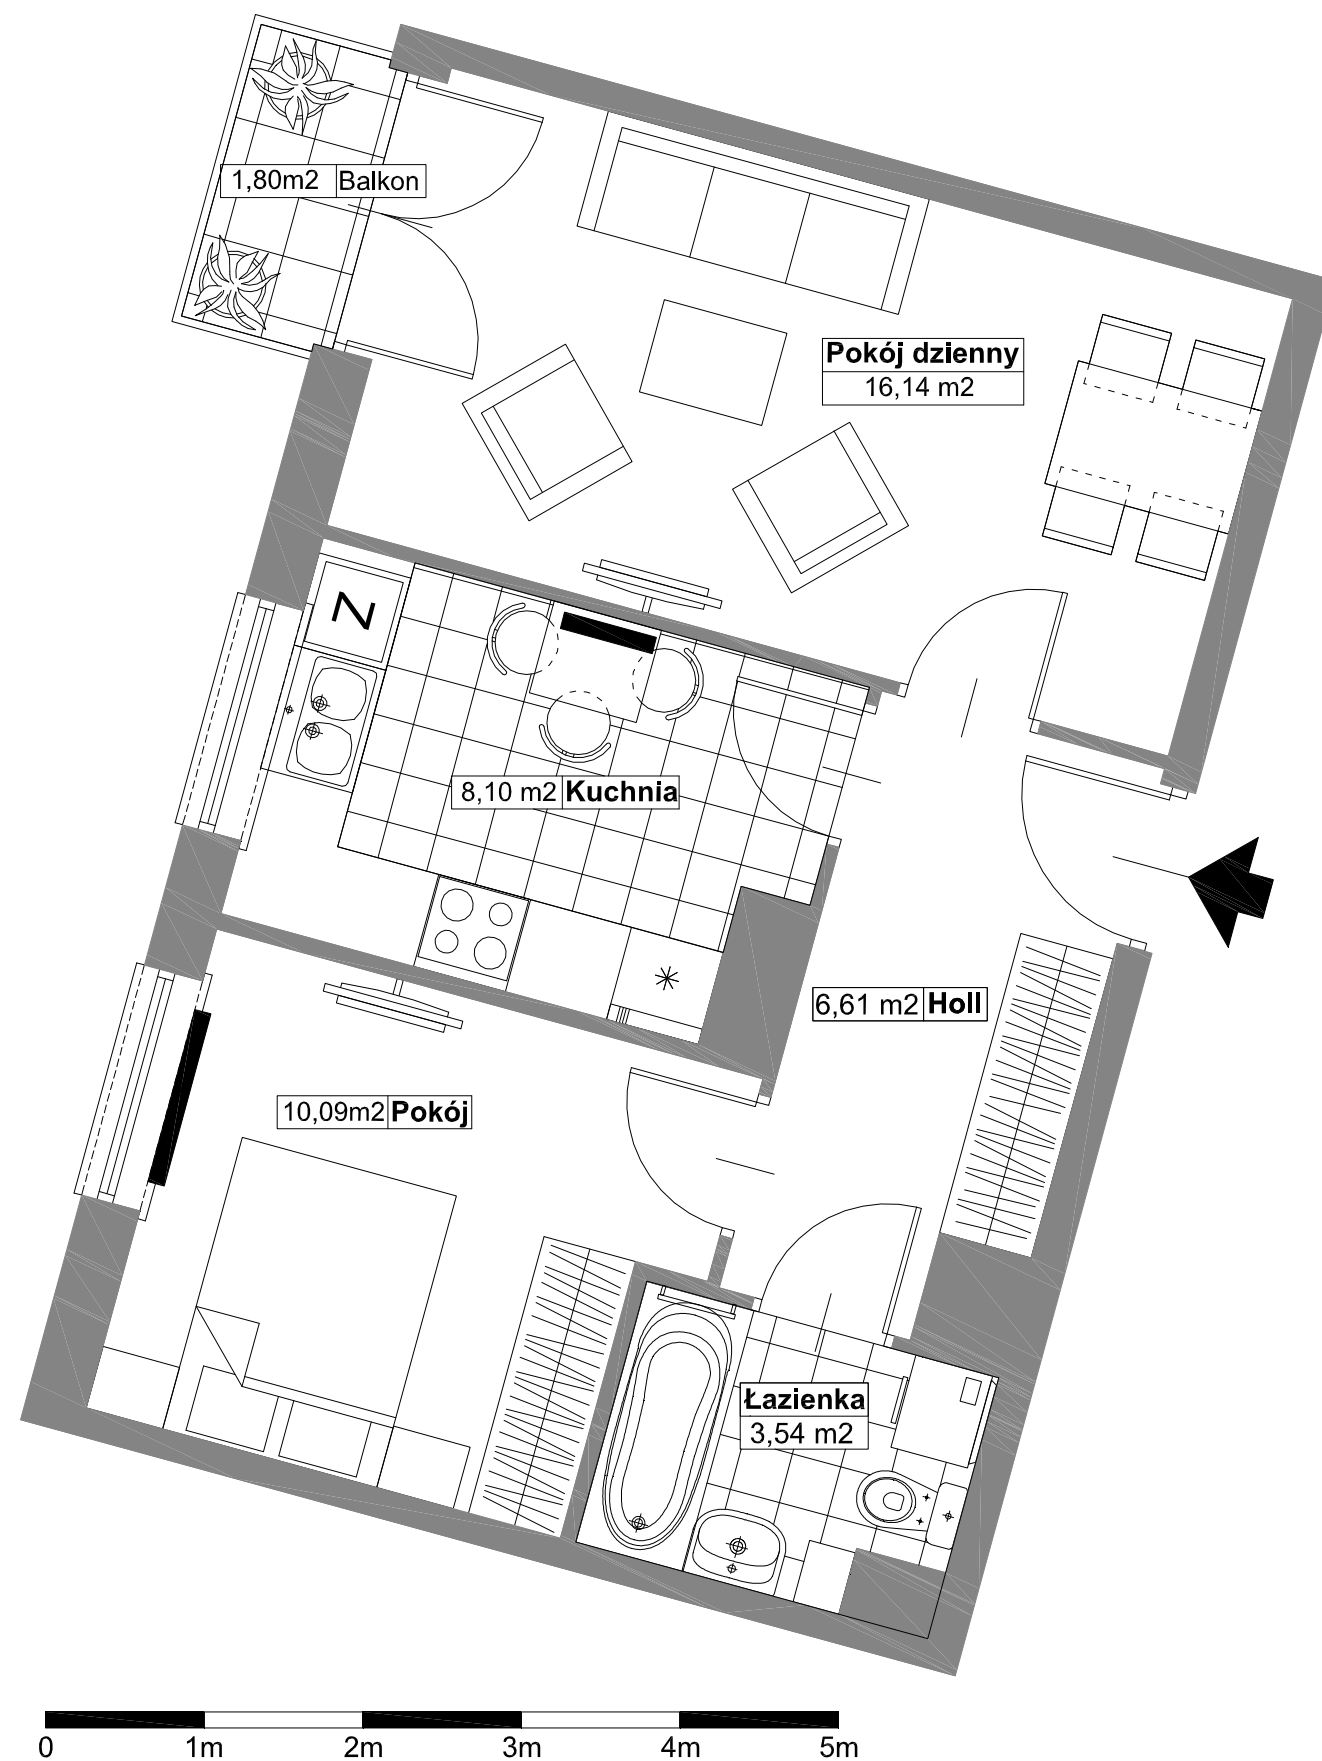 1,80m2 Balkon
Pokój dzienny
16,14 m2
Z
8,10 m2 Kuchnia
6,61 m2 Holl
10,09m2 Pokój
Łazienka
3,54 m2
0 1m 2m 3m 4m 5m